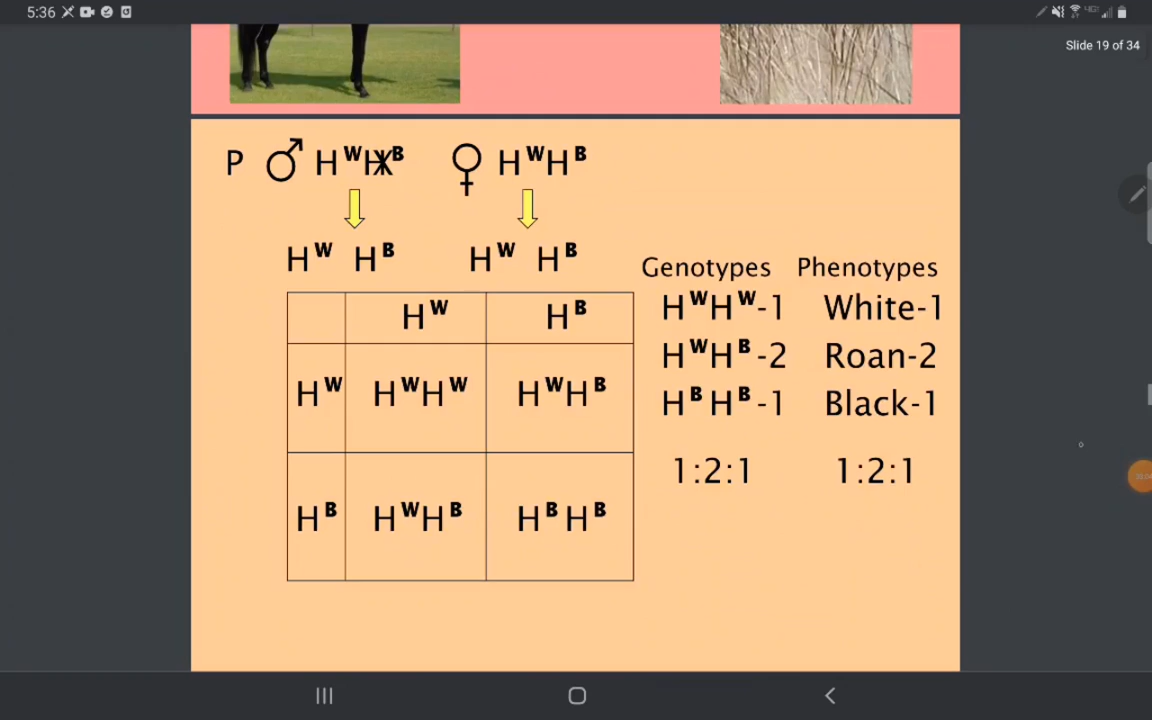 5:36
Slide 19 of 34
P ♂ HᵂHᴮ X ♀ HᵂHᴮ
Hᵂ Hᴮ Hᵂ Hᴮ
Genotypes Phenotypes
HᵂHᵂ-1 White-1
HᵂHᴮ-2 Roan-2
HᴮHᴮ-1 Black-1
1:2:1 1:2:1
Hᵂ Hᴮ
Hᵂ HᵂHᵂ HᵂHᴮ
Hᴮ HᵂHᴮ HᴮHᴮ